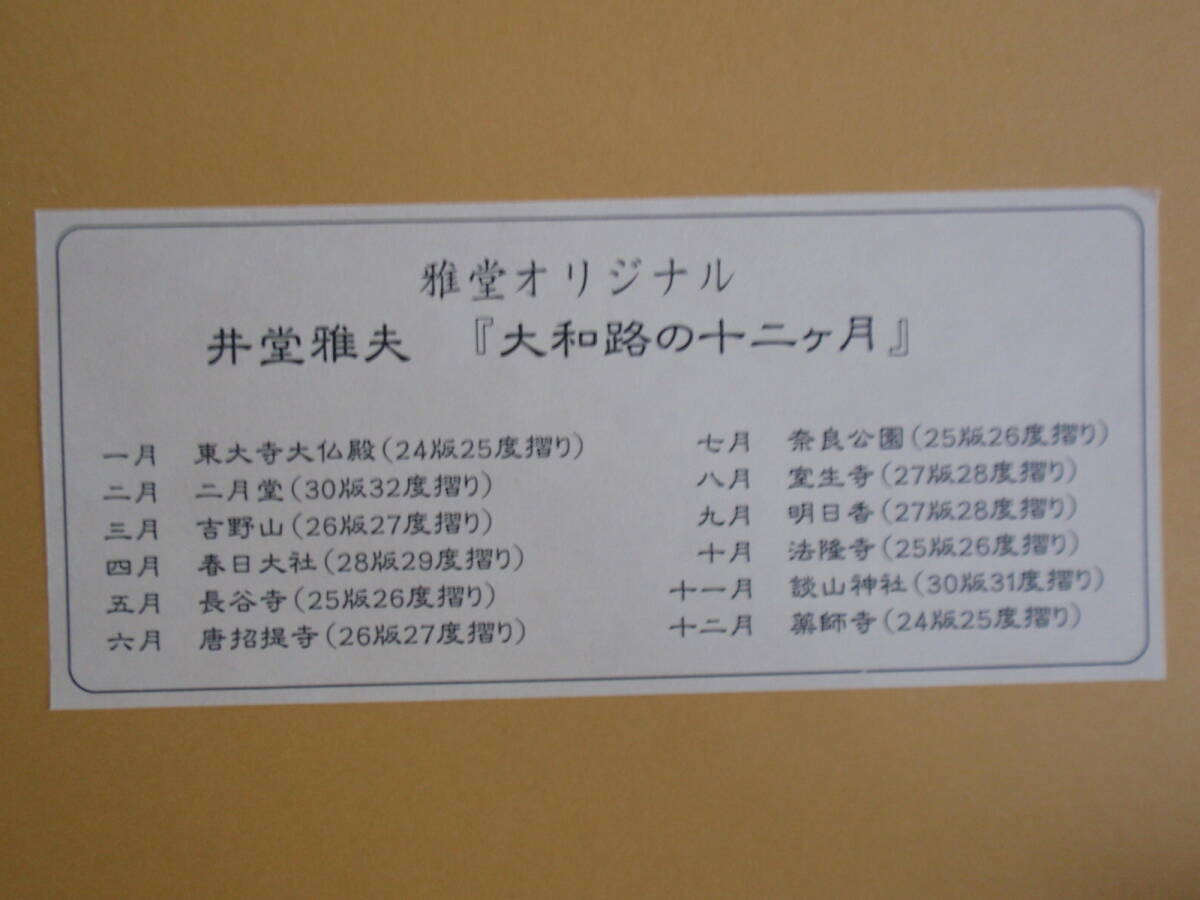 雅堂オリジナル
井堂雅夫　『大和路の十二ヶ月』
一月　東大寺大仏殿(24版25度摺り)
二月　二月堂(30版32度摺り)
三月　吉野山(26版27度摺り)
四月　春日大社(28版29度摺り)
五月　長谷寺(25版26度摺り)
六月　唐招提寺(26版27度摺り)
七月　奈良公園(25版26度摺り)
八月　室生寺(27版28度摺り)
九月　明日香(27版28度摺り)
十月　法隆寺(25版26度摺り)
十一月　談山神社(30版31度摺り)
十二月　薬師寺(24版25度摺り)